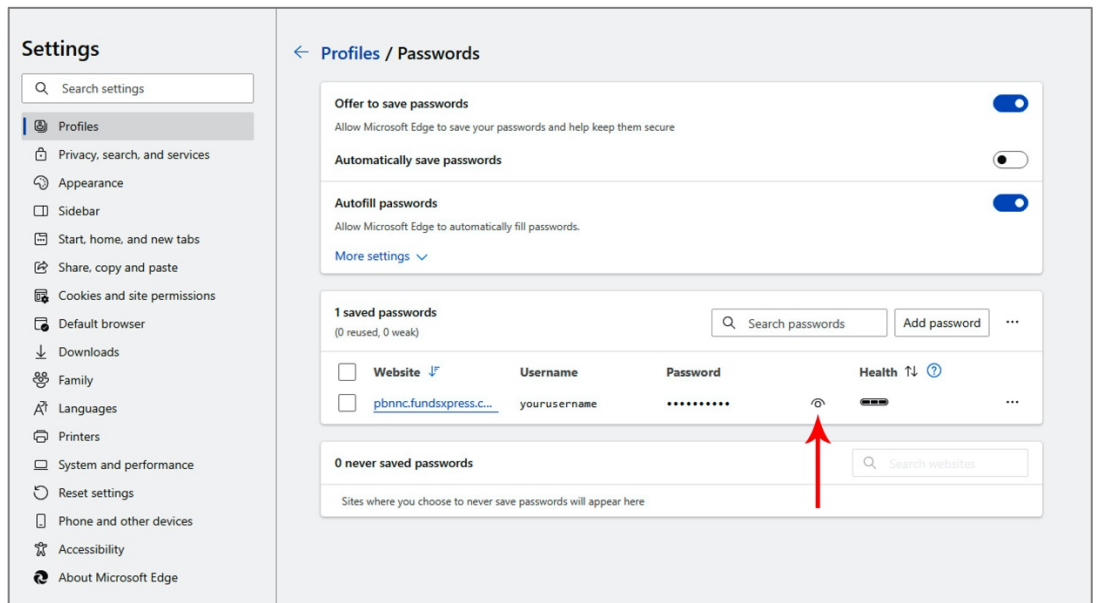 Settings
Search settings
Profiles
Privacy, search, and services
Appearance
Sidebar
Start, home, and new tabs
Share, copy and paste
Cookies and site permissions
Default browser
Downloads
Family
Languages
Printers
System and performance
Reset settings
Phone and other devices
Accessibility
About Microsoft Edge
Profiles / Passwords
Offer to save passwords
Allow Microsoft Edge to save your passwords and help keep them secure
Automatically save passwords
Autofill passwords
Allow Microsoft Edge to automatically fill passwords.
More settings
1 saved passwords
(0 reused, 0 weak)
Search passwords
Add password
Website Username Password Health
pbnnc.fundsxpress.c... yourusername ••••••••••
0 never saved passwords
Search websites
Sites where you choose to never save passwords will appear here